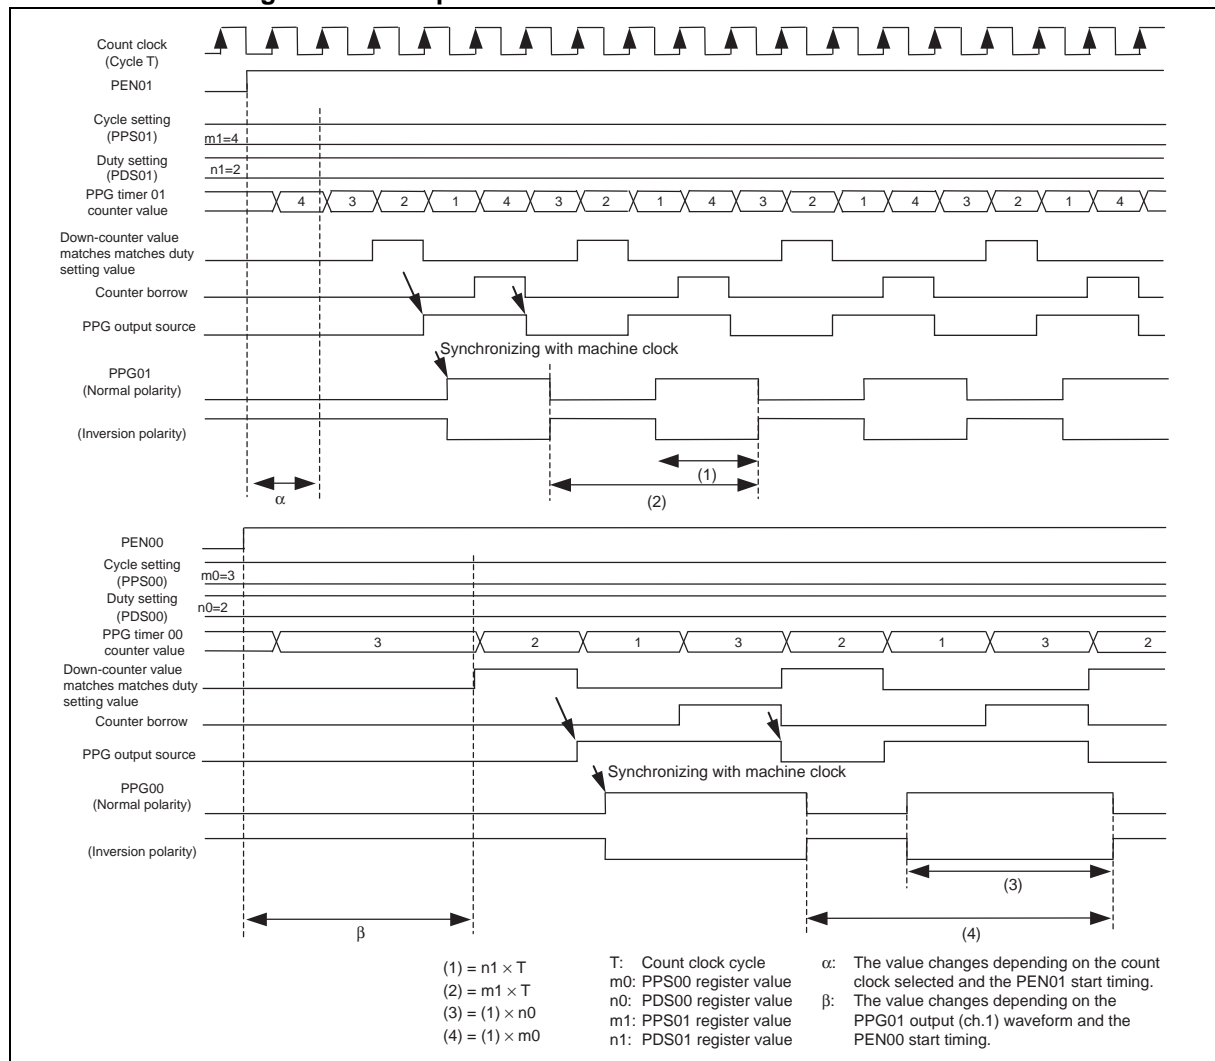 Count clock
(Cycle T)
PEN01
Cycle setting
(PPS01)
m1=4
Duty setting
(PDS01)
n1=2
PPG timer 01
counter value
4 3 2 1 4 3 2 1 4 3 2 1 4 3 2 1 4
Down-counter value
matches matches duty
setting value
Counter borrow
PPG output source
Synchronizing with machine clock
PPG01
(Normal polarity)
(Inversion polarity)
(1)
(2)
α
PEN00
Cycle setting
(PPS00)
m0=3
Duty setting
(PDS00)
n0=2
PPG timer 00
counter value
3 2 1 3 2 1 3 2
Down-counter value
matches matches duty
setting value
Counter borrow
PPG output source
Synchronizing with machine clock
PPG00
(Normal polarity)
(Inversion polarity)
(3)
(4)
β
(1) = n1 × T
(2) = m1 × T
(3) = (1) × n0
(4) = (1) × m0
T: Count clock cycle
m0: PPS00 register value
n0: PDS00 register value
m1: PPS01 register value
n1: PDS01 register value
α: The value changes depending on the count
clock selected and the PEN01 start timing.
β: The value changes depending on the
PPG01 output (ch.1) waveform and the
PEN00 start timing.